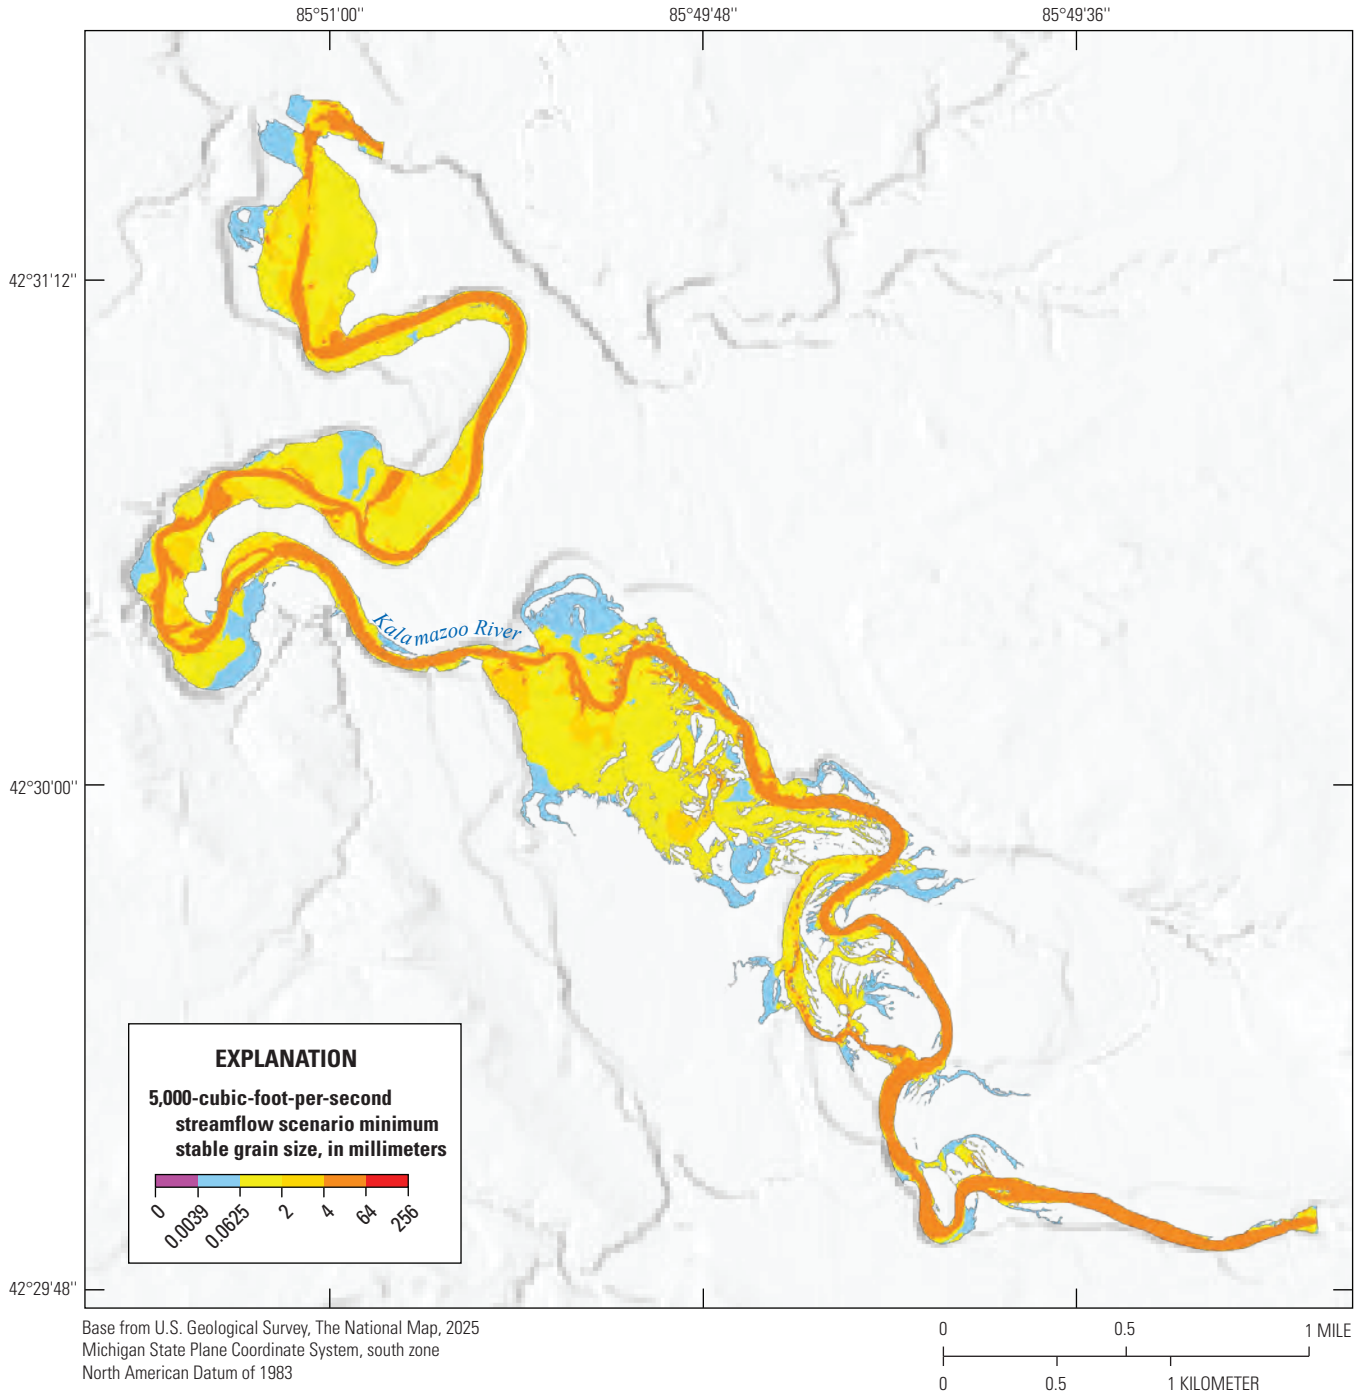 85°51'00"
85°49'48"
85°49'36"
42°31'12"
Kalamazoo River
42°30'00"
EXPLANATION
5,000-cubic-foot-per-second
streamflow scenario minimum
stable grain size, in millimeters
0
0.0039
0.0625
2
4
64
256
42°29'48"
Base from U.S. Geological Survey, The National Map, 2025
Michigan State Plane Coordinate System, south zone
North American Datum of 1983
0 0.5 1 MILE
0 0.5 1 KILOMETER